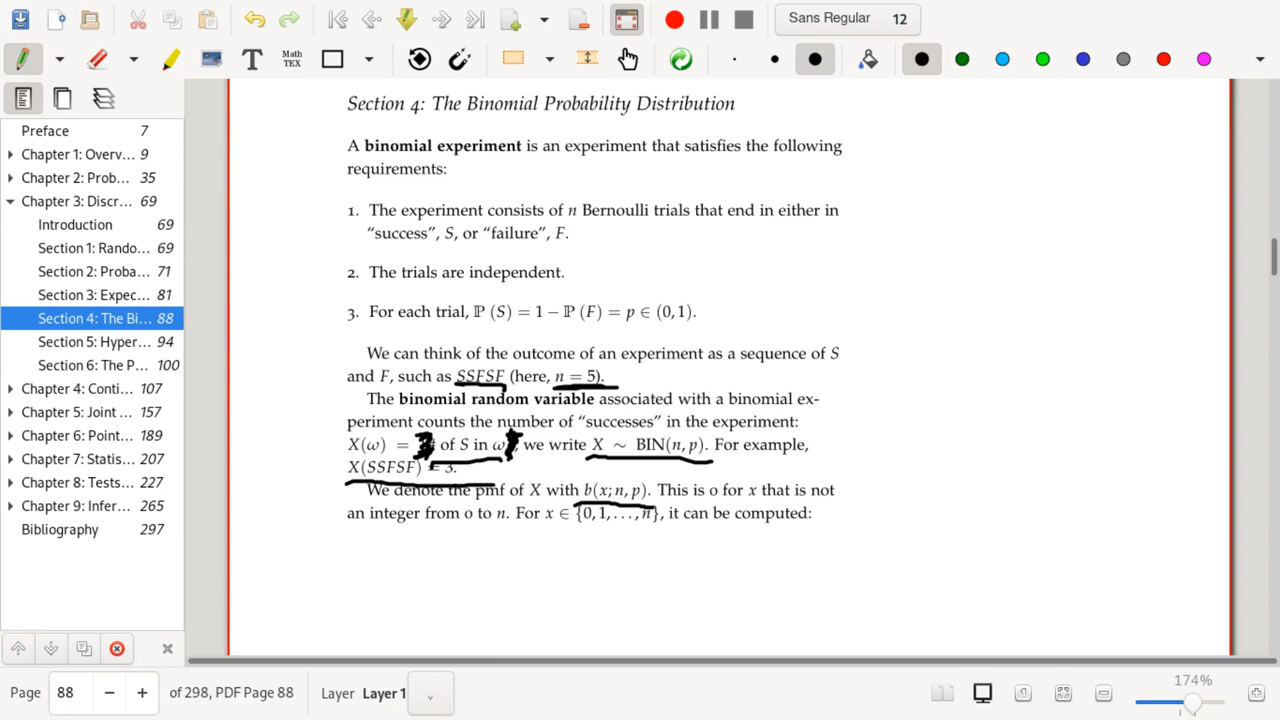 Sans Regular 12
T Math TEX
Preface 7
Chapter 1: Overv... 9
Chapter 2: Prob... 35
Chapter 3: Discr... 69
Introduction 69
Section 1: Rando... 69
Section 2: Proba... 71
Section 3: Expec... 81
Section 4: The Bi... 88
Section 5: Hyper... 94
Section 6: The P... 100
Chapter 4: Conti... 107
Chapter 5: Joint ... 157
Chapter 6: Point... 189
Chapter 7: Statis... 207
Chapter 8: Tests... 227
Chapter 9: Infer... 265
Bibliography 297
Section 4: The Binomial Probability Distribution
A binomial experiment is an experiment that satisfies the following
requirements:
1. The experiment consists of n Bernoulli trials that end in either in
"success", S, or "failure", F.
2. The trials are independent.
3. For each trial, ℙ (S) = 1 − ℙ (F) = p ∈ (0, 1).
We can think of the outcome of an experiment as a sequence of S
and F, such as SSFSF (here, n = 5).
The binomial random variable associated with a binomial ex-
periment counts the number of "successes" in the experiment:
X(ω) = of S in ω we write X ∼ BIN(n, p). For example,
X(SSFSF) = 3.
We denote the pmf of X with b(x; n, p). This is 0 for x that is not
an integer from 0 to n. For x ∈ {0, 1, . . . , n}, it can be computed:
Page 88 − + of 298, PDF Page 88 Layer Layer 1 174%